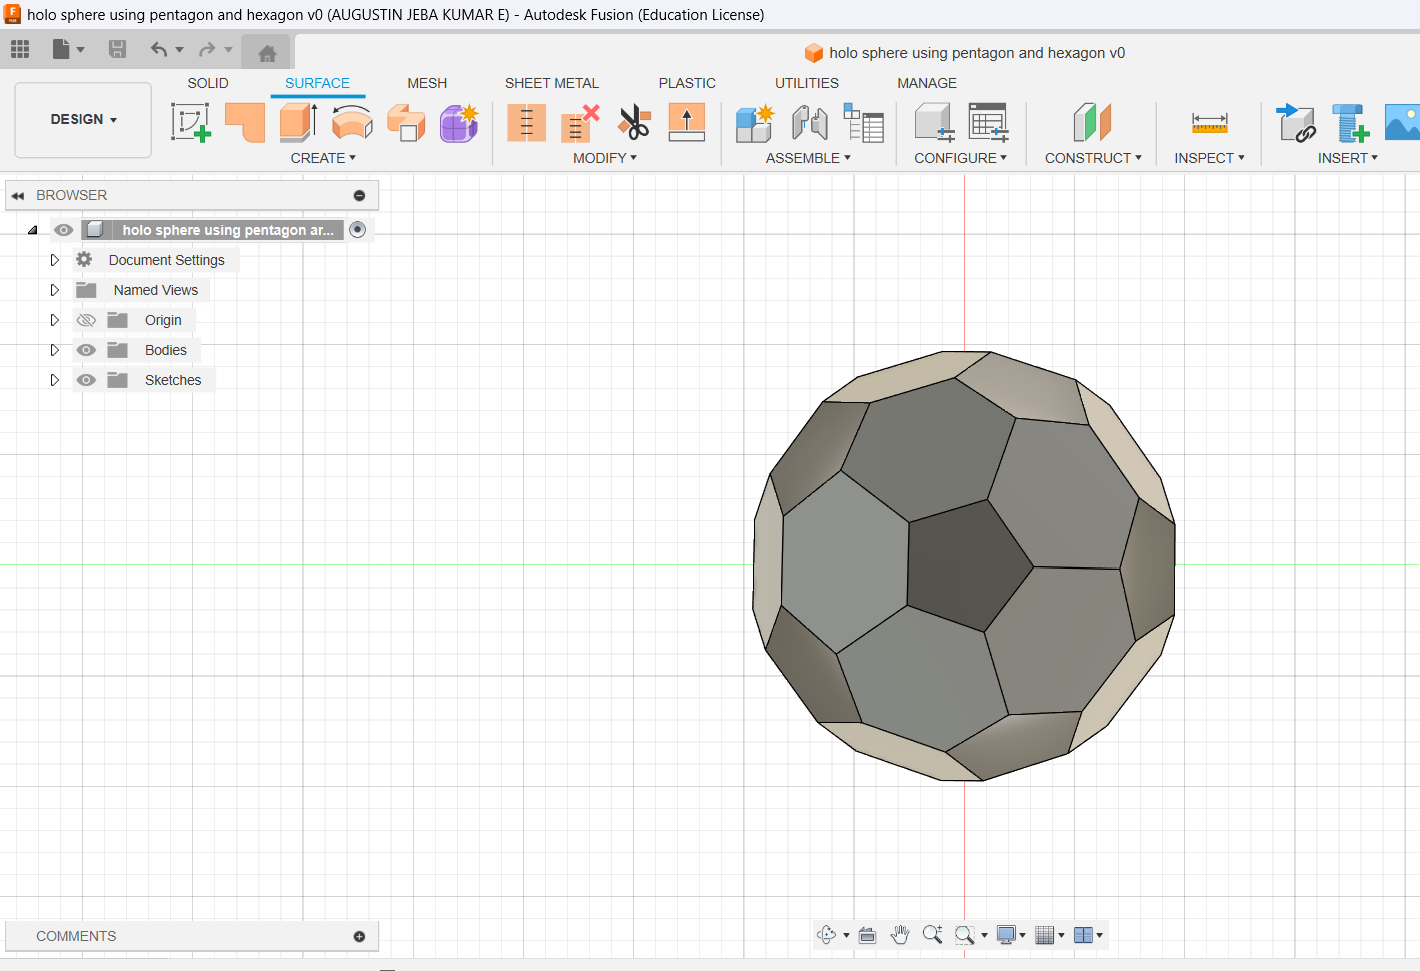 holo sphere using pentagon and hexagon v0 (AUGUSTIN JEBA KUMAR E) - Autodesk Fusion (Education License)
holo sphere using pentagon and hexagon v0
SOLID SURFACE MESH SHEET METAL PLASTIC UTILITIES MANAGE
DESIGN
CREATE MODIFY ASSEMBLE CONFIGURE CONSTRUCT INSPECT INSERT
BROWSER
holo sphere using pentagon ar...
Document Settings
Named Views
Origin
Bodies
Sketches
COMMENTS